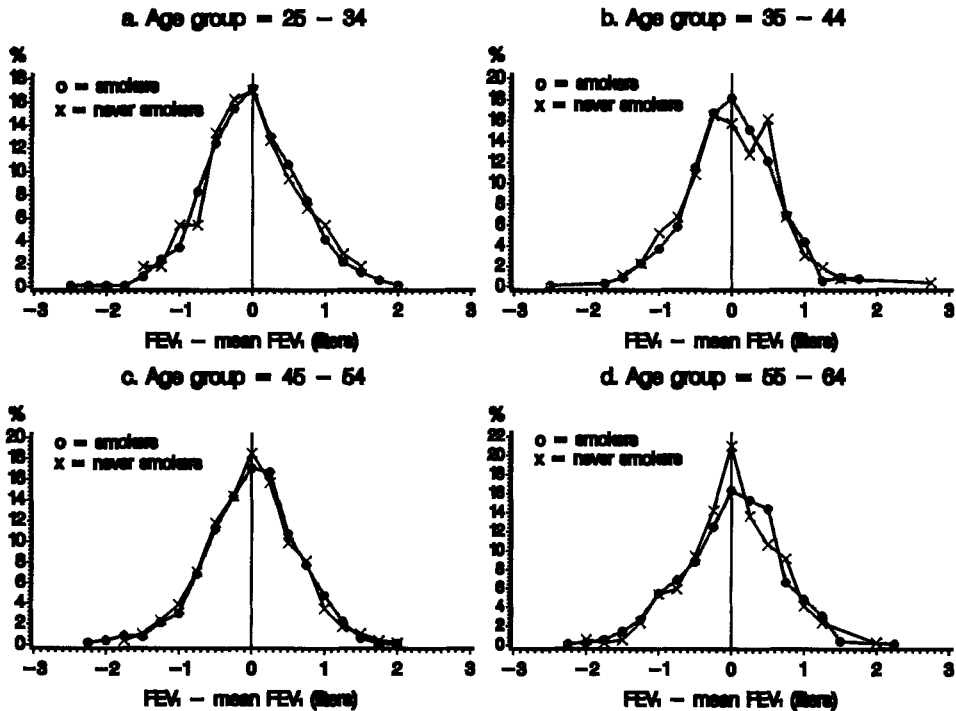 a. Age group = 25 – 34
%
18
16
14
12
10
8
6
4
2
0
o = smokers
x = never smokers
−3 −2 −1 0 1 2 3
FEV₁ – mean FEV₁ (liters)
b. Age group = 35 – 44
%
20
18
16
14
12
10
8
6
4
2
0
o = smokers
x = never smokers
−3 −2 −1 0 1 2 3
FEV₁ – mean FEV₁ (liters)
c. Age group = 45 – 54
%
20
18
16
14
12
10
8
6
4
2
0
o = smokers
x = never smokers
−3 −2 −1 0 1 2 3
FEV₁ – mean FEV₁ (liters)
d. Age group = 55 – 64
%
22
20
18
16
14
12
10
8
6
4
2
0
o = smokers
x = never smokers
−3 −2 −1 0 1 2 3
FEV₁ – mean FEV₁ (liters)